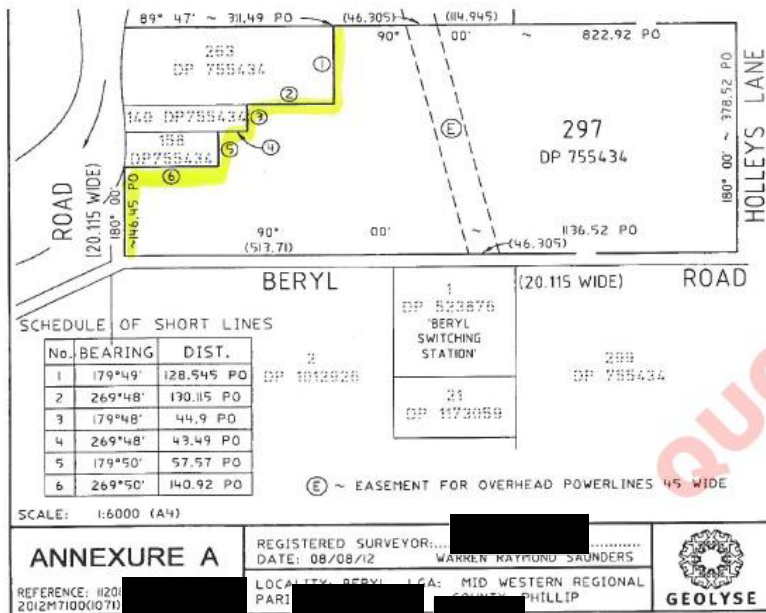 89° 47' ~ 311.49 PO (46.305) (114.945)
90° 00' ~ 822.92 PO
263
DP 755434
1
2
140 DP755434 3
158
DP755434
5 4
6
E
297
DP 755434
180° 00' ~ 378.52 PO
HOLLEYS LANE
ROAD
(20.115 WIDE)
180° 00'
~146.45 PO
90° 00' ~ 1136.52 PO
(513.71) (46.305)
BERYL (20.115 WIDE) ROAD
1
DP 523876
'BERYL
SWITCHING
STATION'
2
DP 1012926
299
DP 755434
21
DP 1173059
SCHEDULE OF SHORT LINES
No. BEARING DIST.
1 179°49' 128.545 PO
2 269°48' 130.115 PO
3 179°48' 44.9 PO
4 269°48' 43.49 PO
5 179°50' 57.57 PO
6 269°50' 140.92 PO
E ~ EASEMENT FOR OVERHEAD POWERLINES 45 WIDE
SCALE: 1:6000 (A4)
QUO
ANNEXURE A
REGISTERED SURVEYOR:
DATE: 08/08/12 WARREN RAYMOND SAUNDERS
LOCALITY: BERYL LGA: MID WESTERN REGIONAL
PARI COUNTY: PHILLIP
REFERENCE:
2012M7100(1071)
GEOLYSE